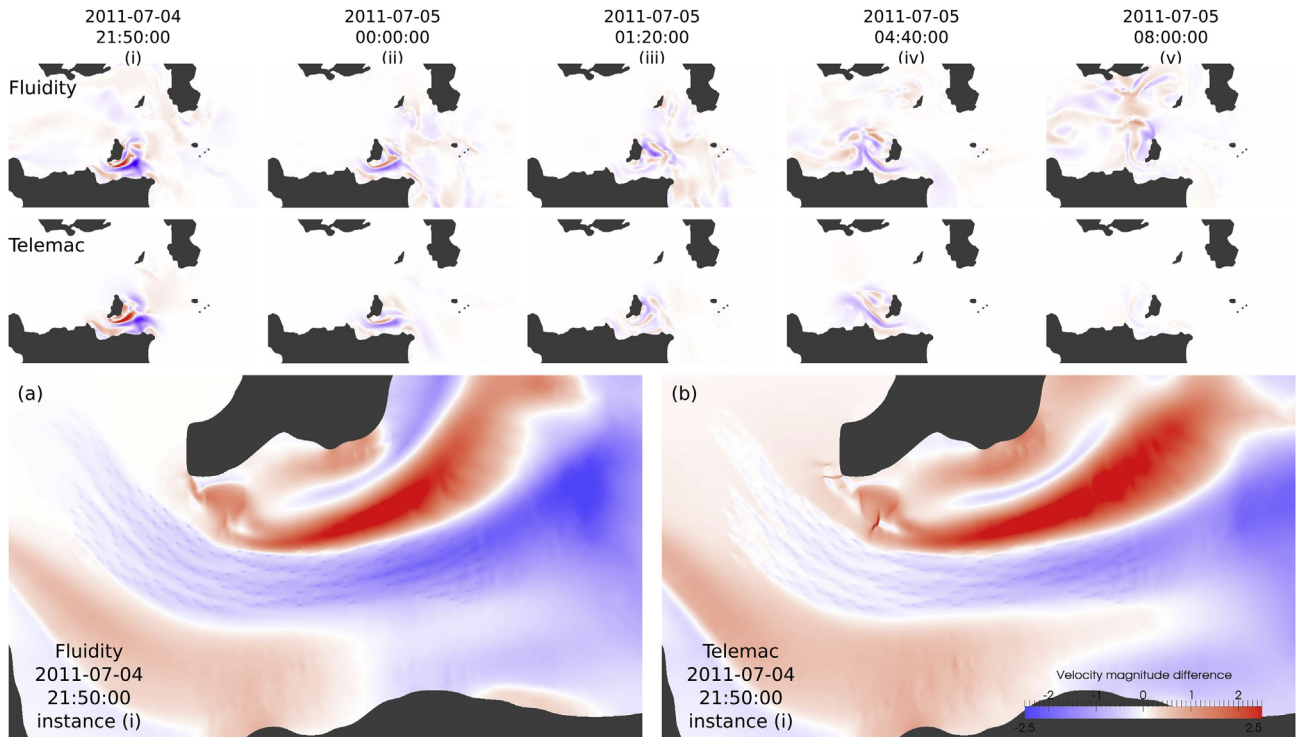 2011-07-04
21:50:00
(i)
2011-07-05
00:00:00
(ii)
2011-07-05
01:20:00
(iii)
2011-07-05
04:40:00
(iv)
2011-07-05
08:00:00
(v)
Fluidity
Telemac
(a)
Fluidity
2011-07-04
21:50:00
instance (i)
(b)
Telemac
2011-07-04
21:50:00
instance (i)
Velocity magnitude difference
-2 -1 0 1 2
-2.5 2.5